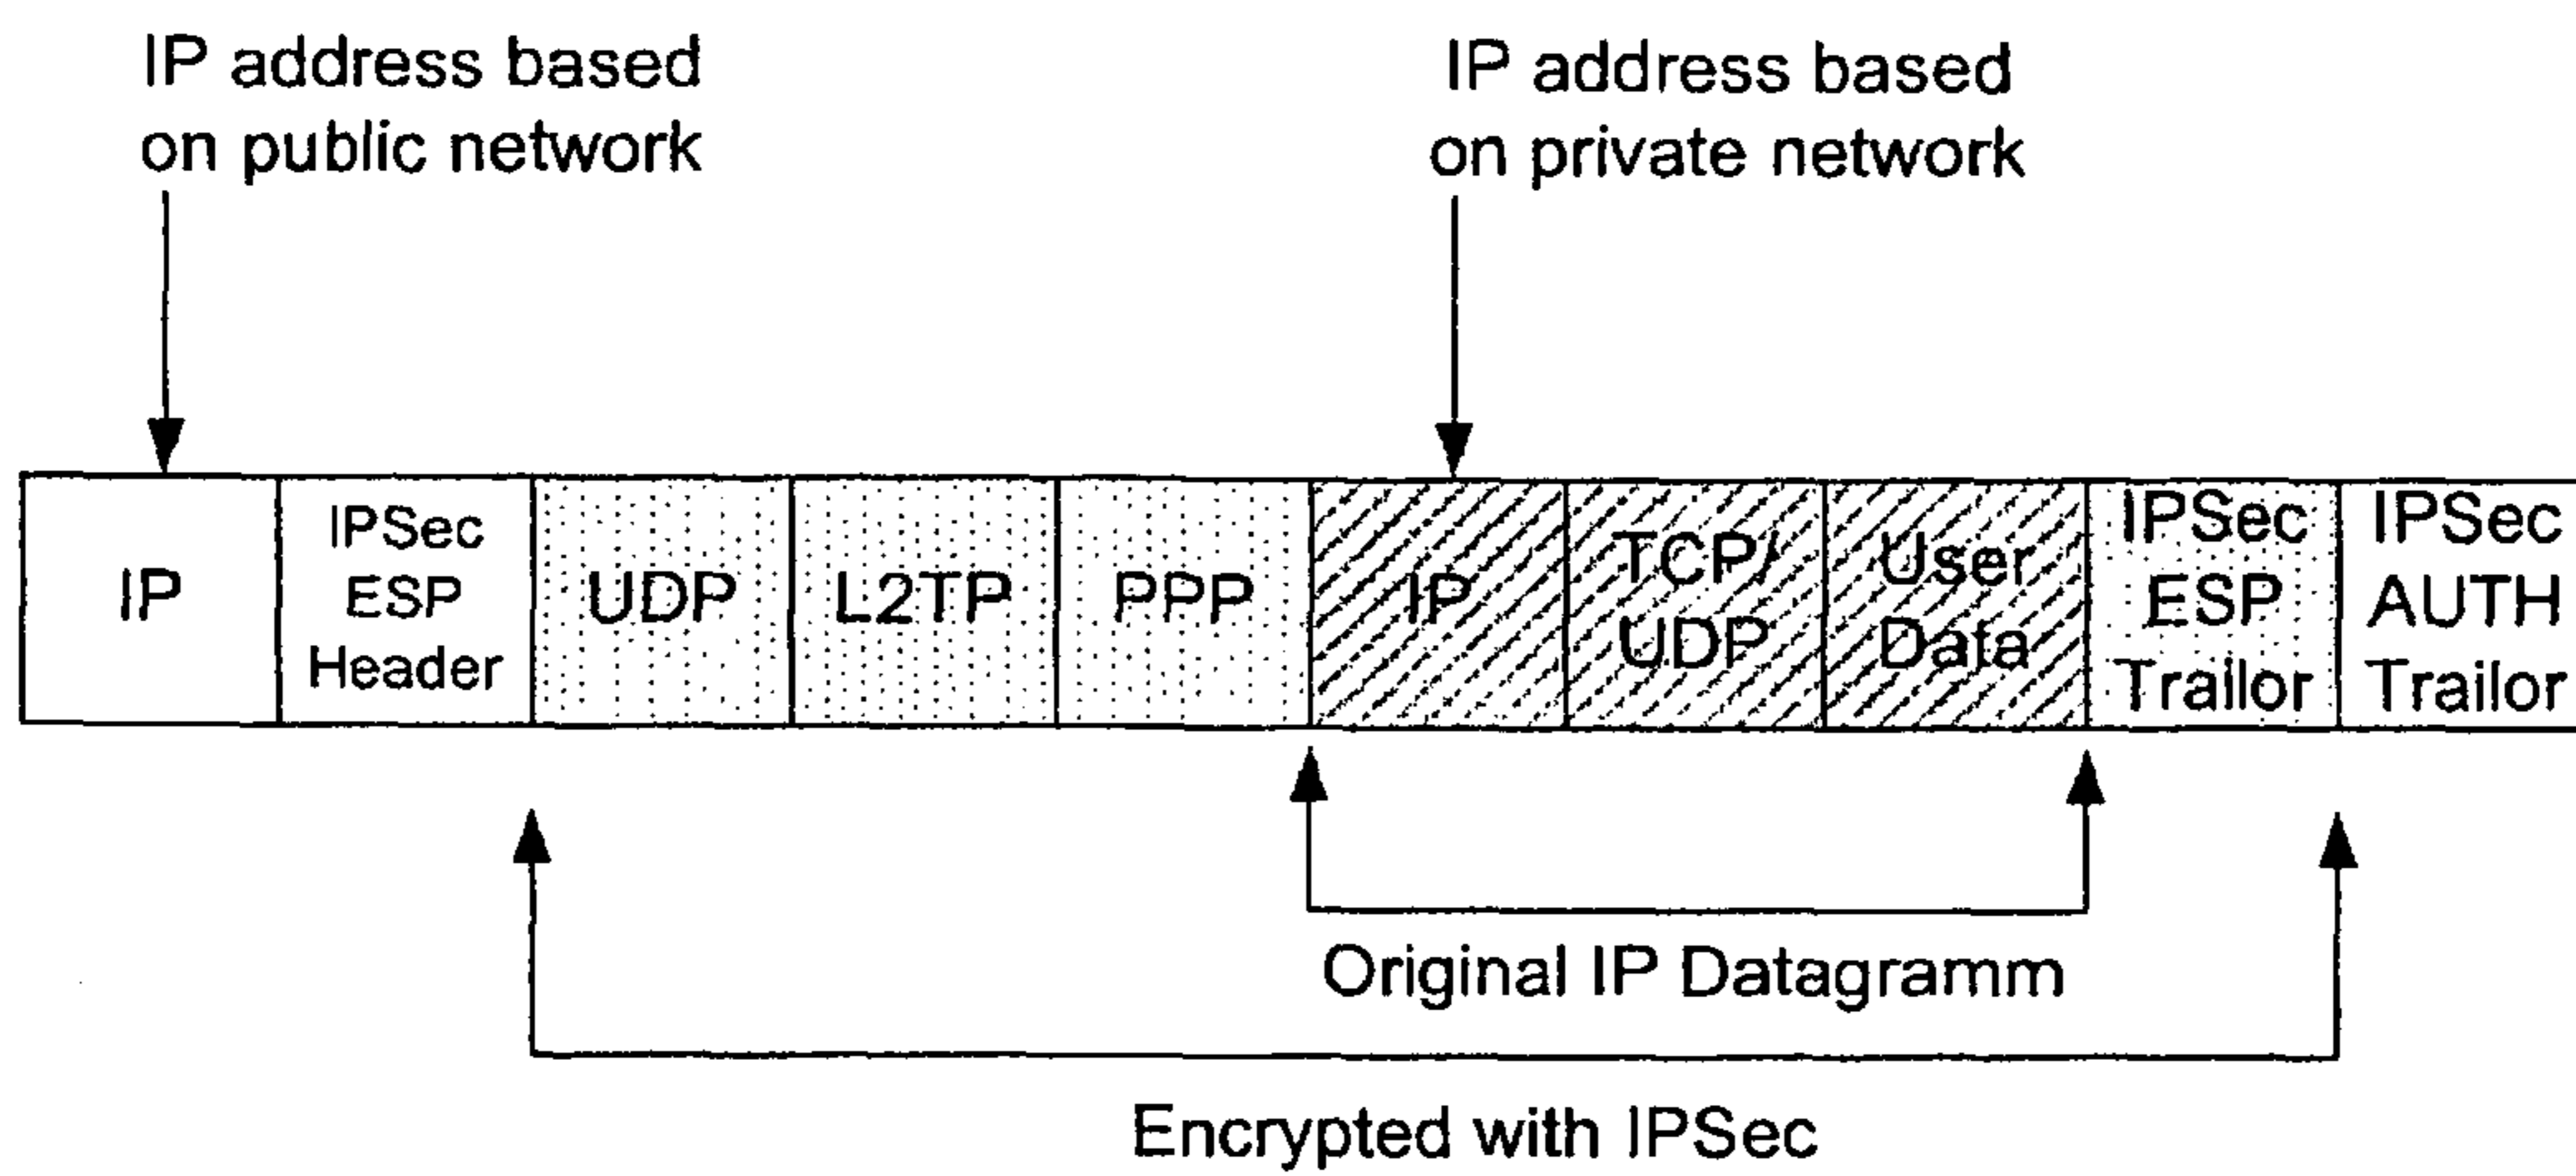 IP address based
on public network
IP address based
on private network
IP
IPSec
ESP
Header
UDP
L2TP
PPP
IP
TCP/
UDP
User
Data
IPSec
ESP
Trailor
IPSec
AUTH
Trailor
Original IP Datagramm
Encrypted with IPSec